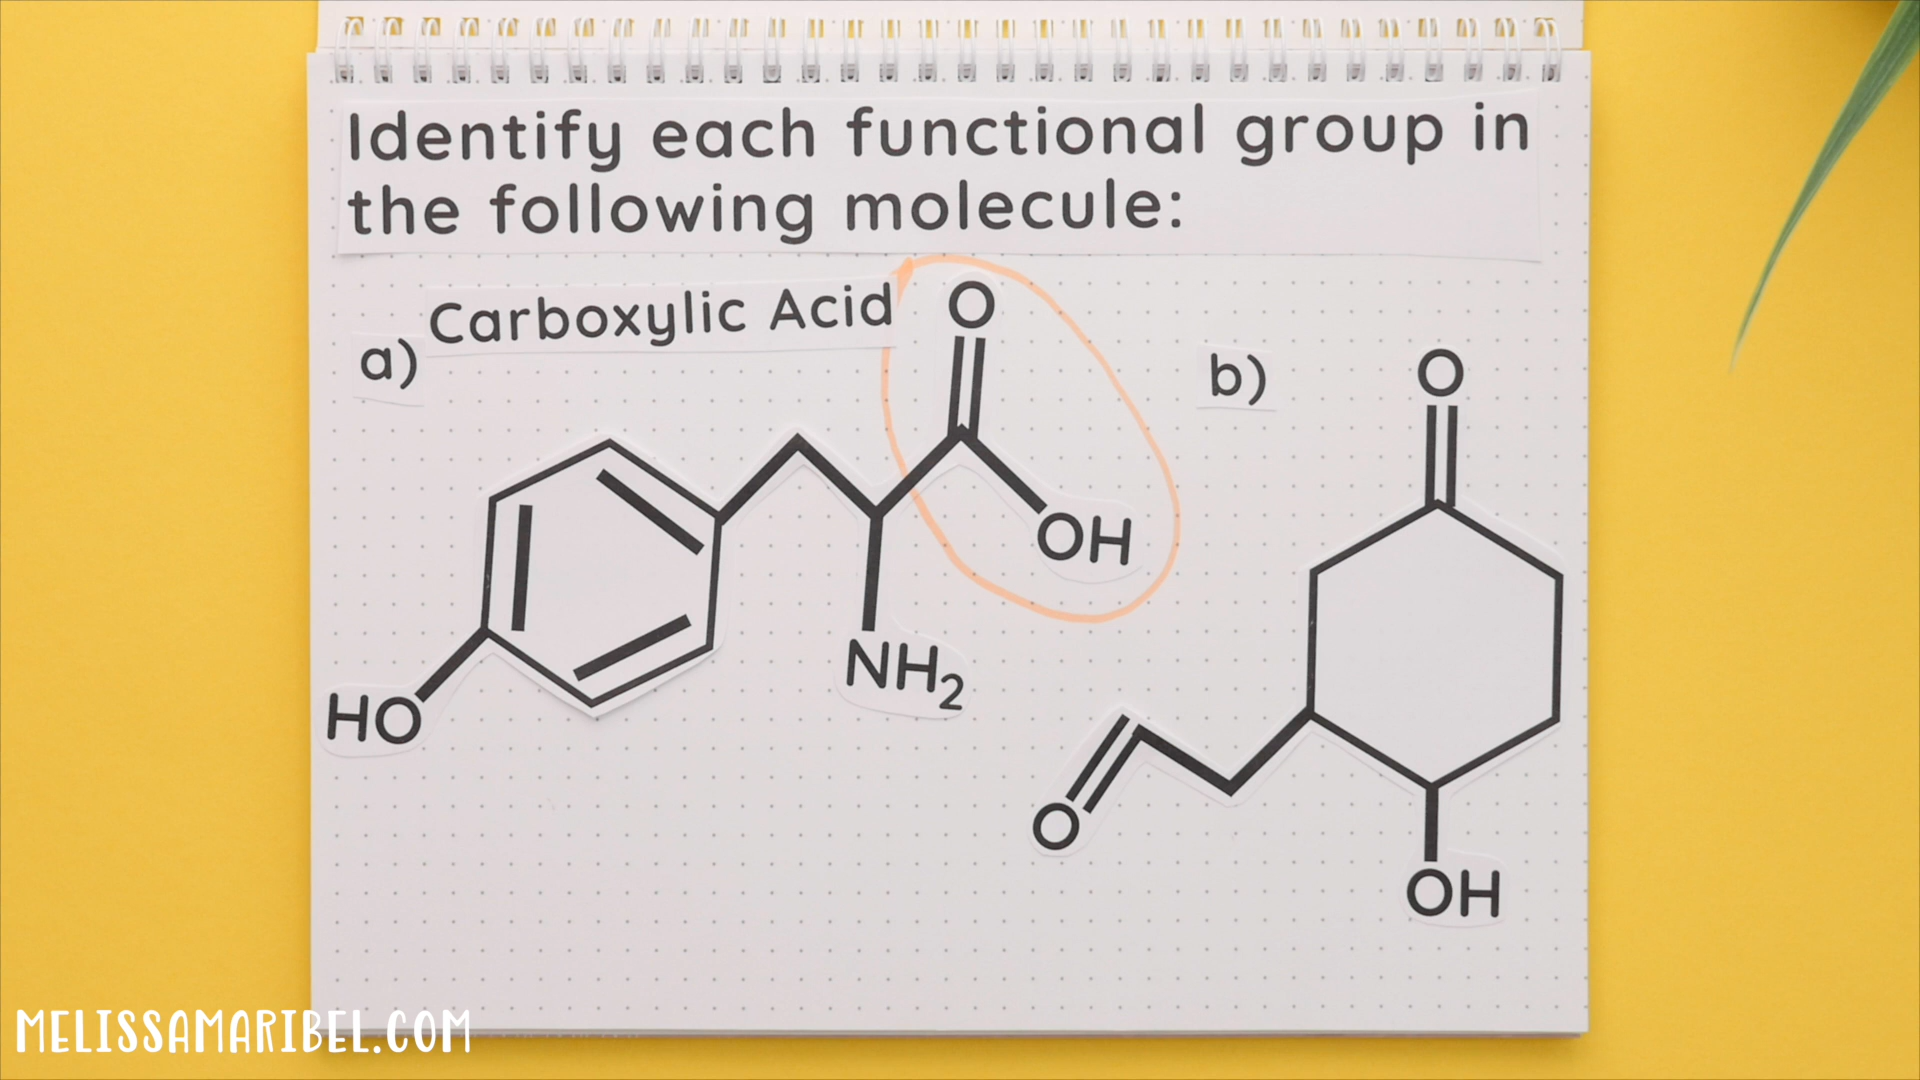 Identify each functional group in
the following molecule:
Carboxylic Acid
a)
O
OH
NH₂
HO
b)
O
O
OH
MELISSAMARIBEL.COM